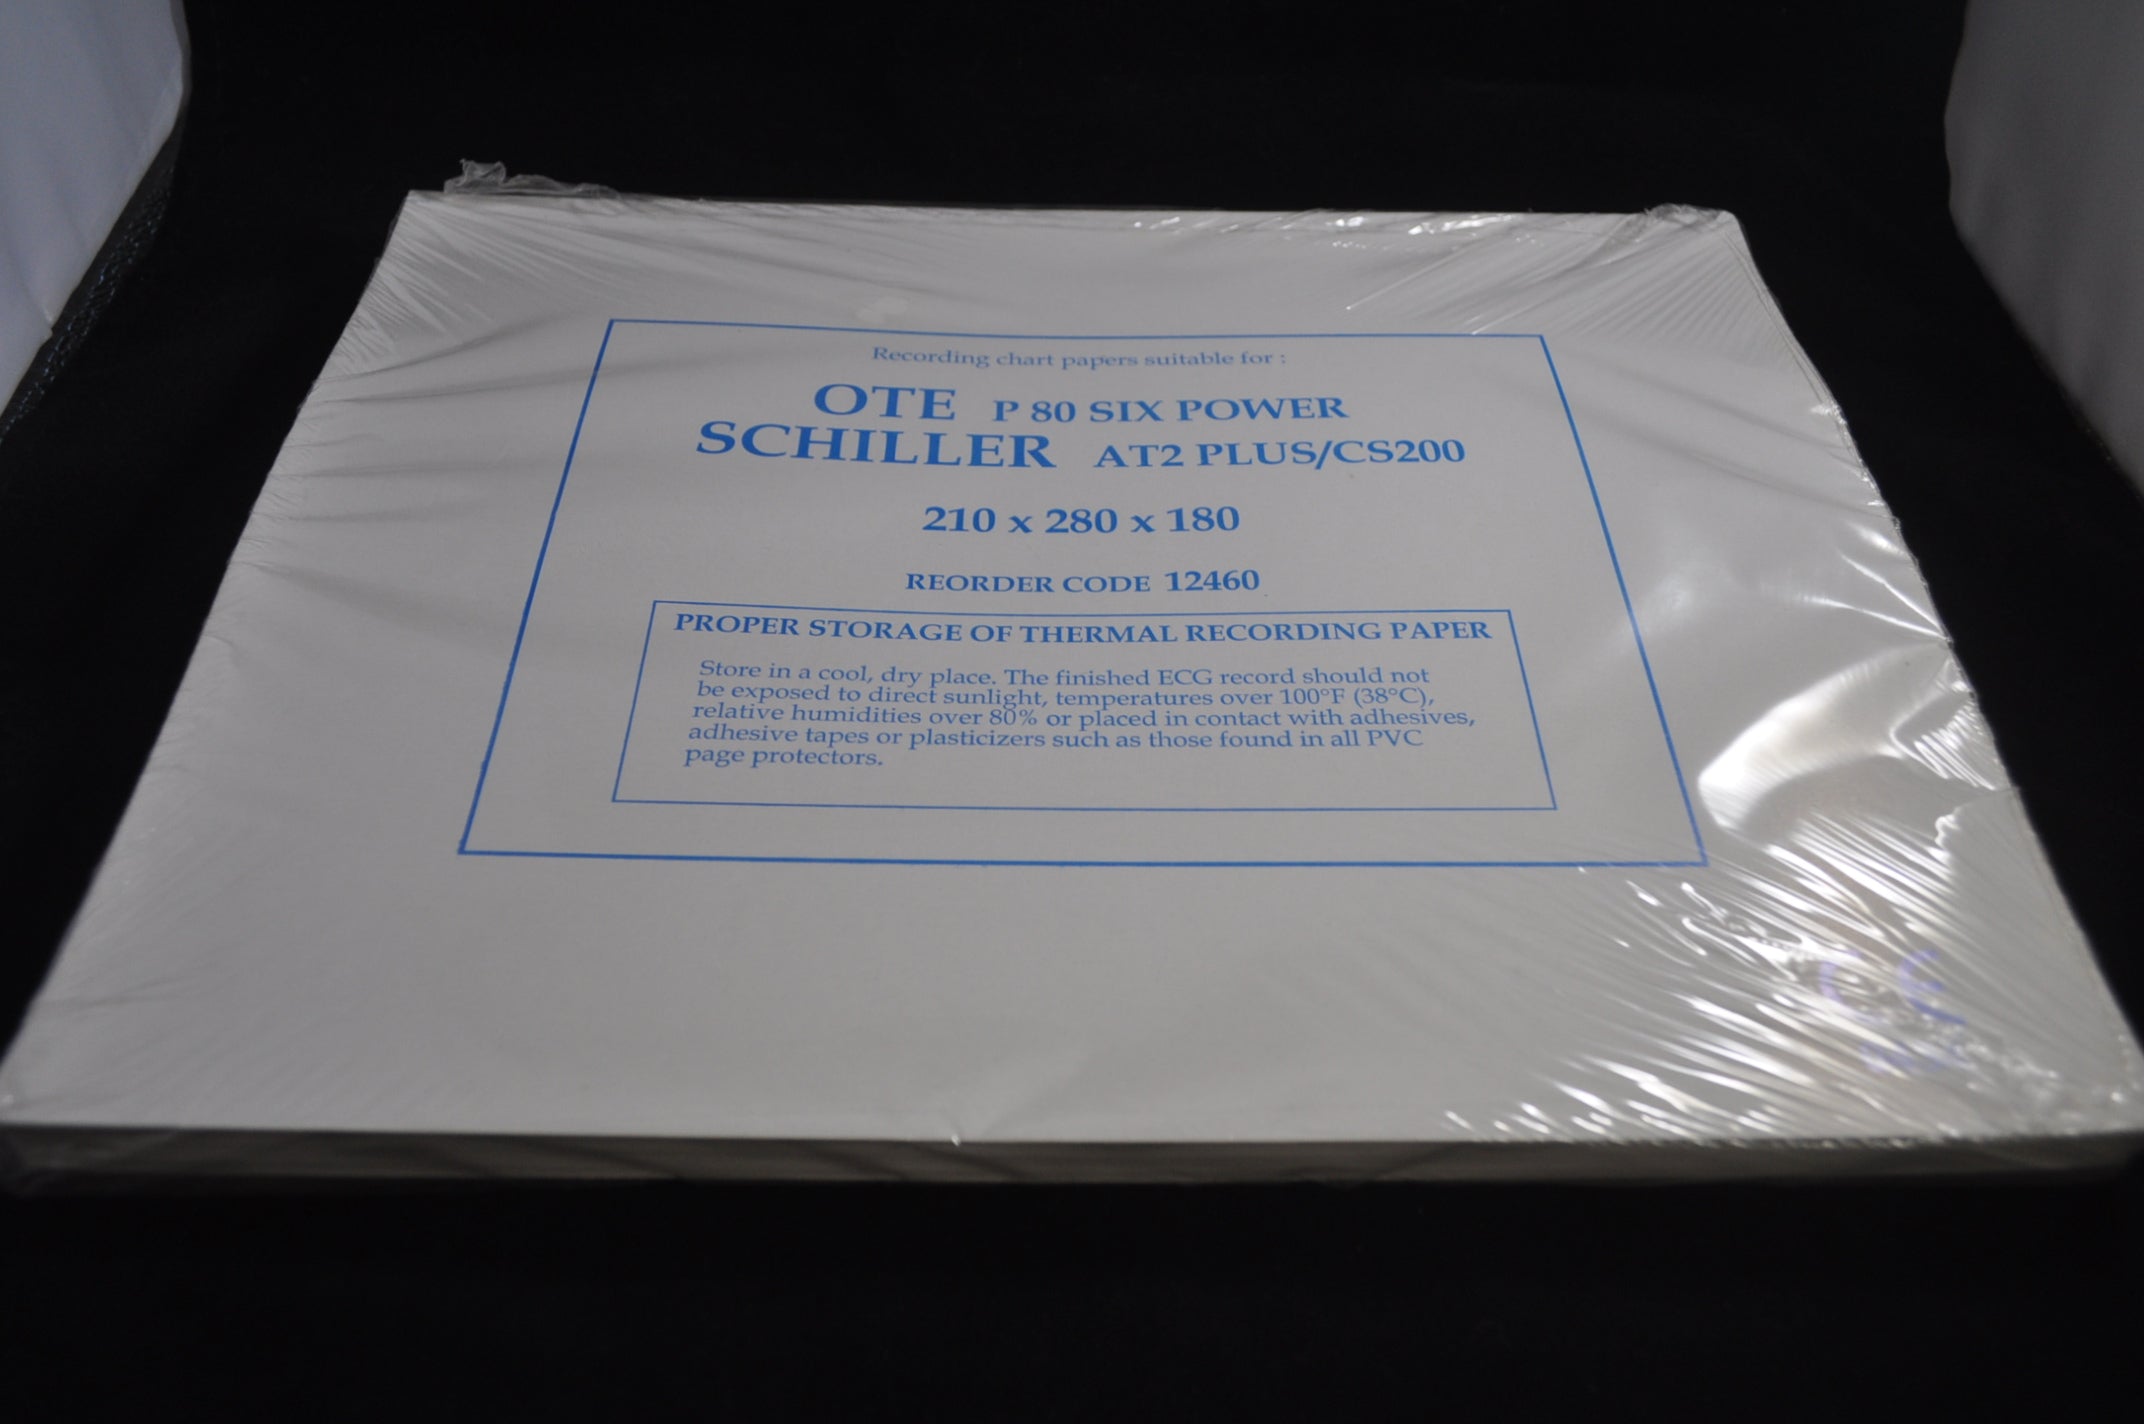 Recording chart papers suitable for :
OTE P 80 SIX POWER
SCHILLER AT2 PLUS/CS200
210 x 280 x 180
REORDER CODE 12460
PROPER STORAGE OF THERMAL RECORDING PAPER
Store in a cool, dry place. The finished ECG record should not
be exposed to direct sunlight, temperatures over 100°F (38°C),
relative humidities over 80% or placed in contact with adhesives,
adhesive tapes or plasticizers such as those found in all PVC
page protectors.
CE